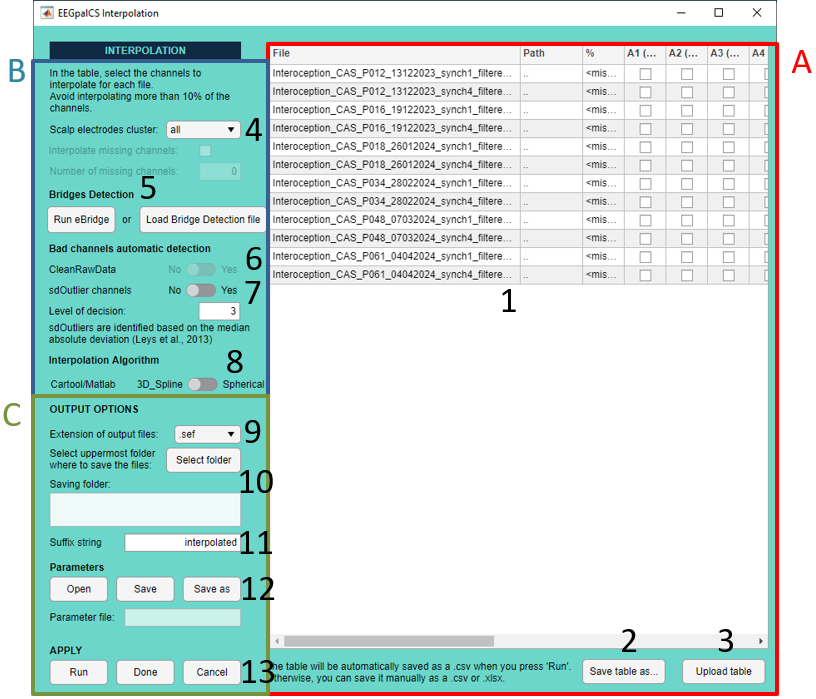 EEGpalCS Interpolation
INTERPOLATION
B
In the table, select the channels to
interpolate for each file.
Avoid interpolating more than 10% of the
channels.
Scalp electrodes cluster: all 4
Interpolate missing channels:
Number of missing channels: 0
5
Bridges Detection
Run eBridge or Load Bridge Detection file
Bad channels automatic detection
CleanRawData No Yes 6
sdOutlier channels No Yes 7
Level of decision: 3
sdOutliers are identified based on the median
absolute deviation (Leys et al., 2013)
Interpolation Algorithm 8
Cartool/Matlab 3D_Spline Spherical
C
OUTPUT OPTIONS
Extension of output files: .sef 9
Select uppermost folder
where to save the files: Select folder
Saving folder: 10
Suffix string interpolated 11
Parameters
Open Save Save as 12
Parameter file:
APPLY
Run Done Cancel 13
A
File Path % A1 (... A2 (... A3 (... A4
Interoception_CAS_P012_13122023_synch1_filtere... .. <mis...
Interoception_CAS_P012_13122023_synch4_filtere... .. <mis...
Interoception_CAS_P016_19122023_synch1_filtere... .. <mis...
Interoception_CAS_P016_19122023_synch4_filtere... .. <mis...
Interoception_CAS_P018_26012024_synch1_filtere... .. <mis...
Interoception_CAS_P018_26012024_synch4_filtere... .. <mis...
Interoception_CAS_P034_28022024_synch1_filtere... .. <mis...
Interoception_CAS_P034_28022024_synch4_filtere... .. <mis...
Interoception_CAS_P048_07032024_synch1_filtere... .. <mis...
Interoception_CAS_P048_07032024_synch4_filtere... .. <mis...
Interoception_CAS_P061_04042024_synch1_filtere... .. <mis...
Interoception_CAS_P061_04042024_synch4_filtere... .. <mis...
1
2 3
he table will be automatically saved as a .csv when you press 'Run'.
therwise, you can save it manually as a .csv or .xlsx.
Save table as... Upload table